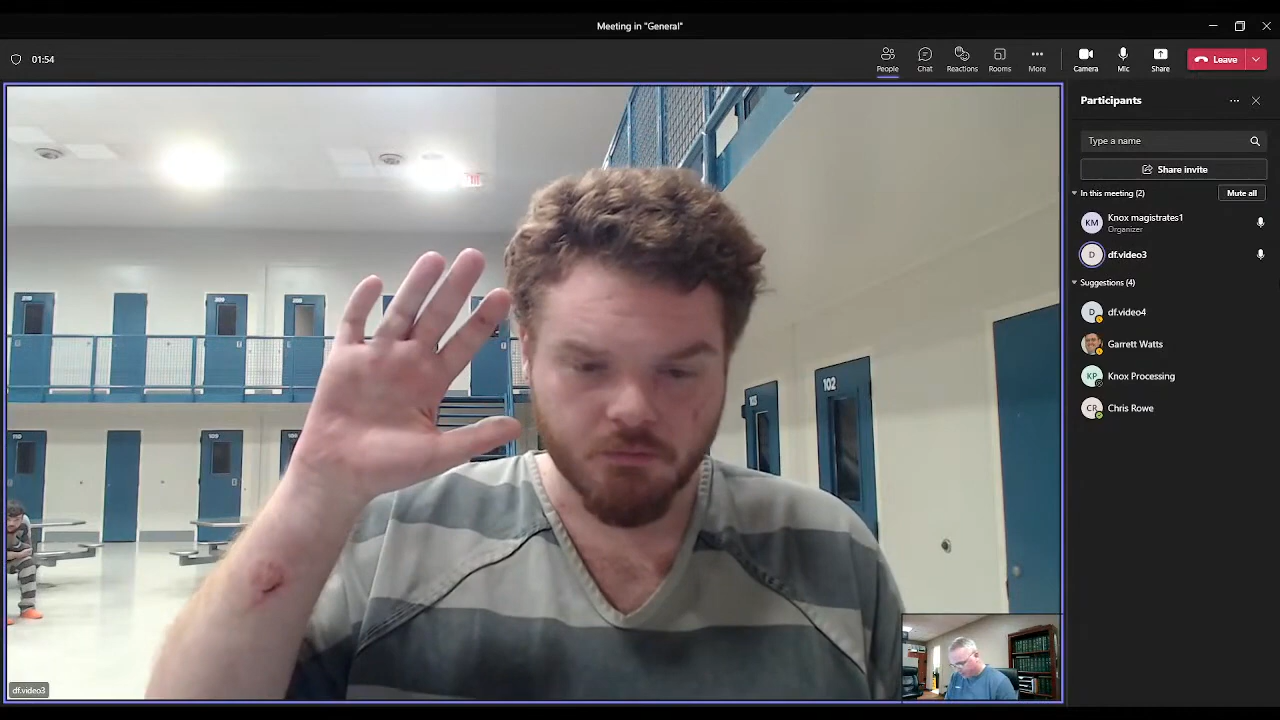 Meeting in "General"
01:54
People
Chat
Reactions
Rooms
More
Camera
Mic
Share
Leave
Participants
Type a name
Share invite
In this meeting (2)
Mute all
KM
Knox magistrates1
Organizer
D
df.video3
Suggestions (4)
D
df.video4
Garrett Watts
KP
Knox Processing
CR
Chris Rowe
102
df.video3